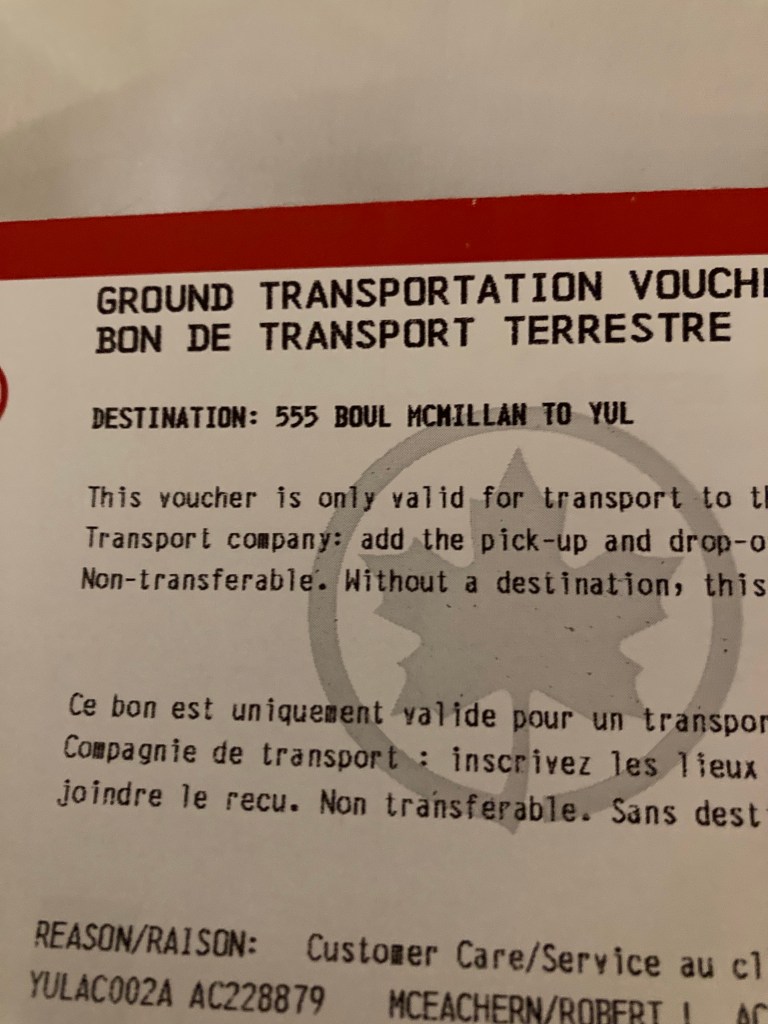 GROUND TRANSPORTATION VOUCH
BON DE TRANSPORT TERRESTRE
DESTINATION: 555 BOUL MCMILLAN TO YUL
This voucher is only valid for transport to t
Transport company: add the pick-up and drop-o
Non-transferable. Without a destination, this
Ce bon est uniquement valide pour un transpor
Compagnie de transport : inscrivez les lieux
joindre le recu. Non transférable. Sans dest
REASON/RAISON: Customer Care/Service au cl
YULAC002A AC228879 MCEACHERN/ROBERT AC